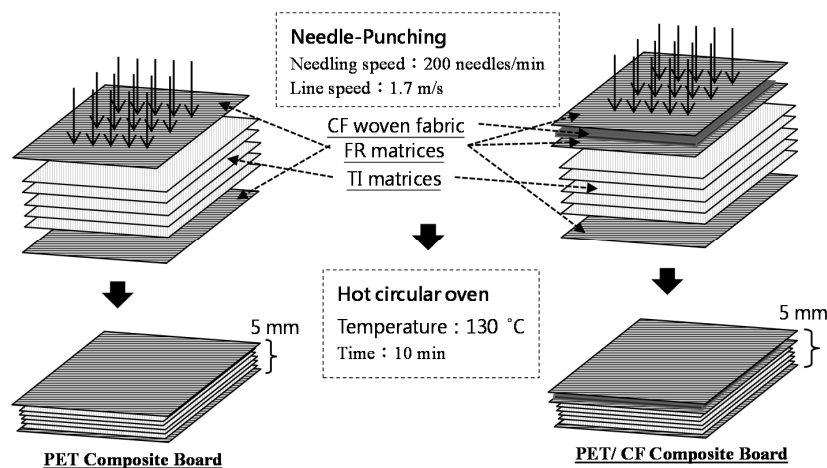 Needle-Punching
Needling speed：200 needles/min
Line speed：1.7 m/s
CF woven fabric
FR matrices
TI matrices
Hot circular oven
Temperature : 130 ℃
Time：10 min
5 mm
5 mm
PET Composite Board
PET/ CF Composite Board